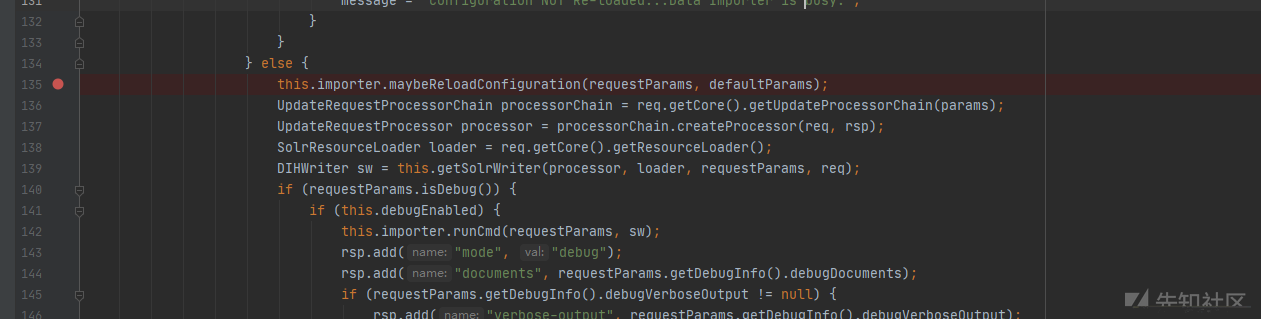 131 message = "Configuration NOT Re-loaded...Data Importer is busy.";
132 }
133 }
134 } else {
135 this.importer.maybeReloadConfiguration(requestParams, defaultParams);
136 UpdateRequestProcessorChain processorChain = req.getCore().getUpdateProcessorChain(params);
137 UpdateRequestProcessor processor = processorChain.createProcessor(req, rsp);
138 SolrResourceLoader loader = req.getCore().getResourceLoader();
139 DIHWriter sw = this.getSolrWriter(processor, loader, requestParams, req);
140 if (requestParams.isDebug()) {
141 if (this.debugEnabled) {
142 this.importer.runCmd(requestParams, sw);
143 rsp.add( name: "mode", val: "debug");
144 rsp.add( name: "documents", requestParams.getDebugInfo().debugDocuments);
145 if (requestParams.getDebugInfo().debugVerboseOutput != null) {
146 rsp.add( name: "verbose-output", requestParams.getDebugInfo().debugVerboseOutput);
先知社区